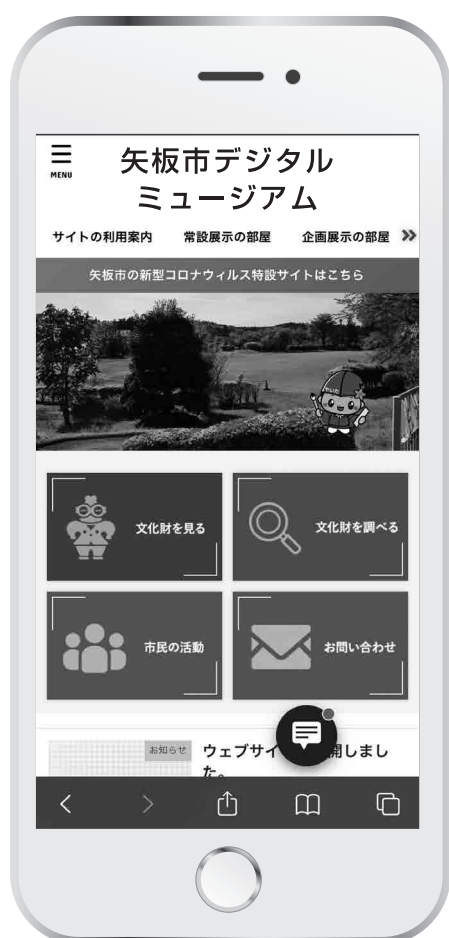 MENU
矢板市デジタル
ミュージアム
サイトの利用案内
常設展示の部屋
企画展示の部屋
矢板市の新型コロナウィルス特設サイトはこちら
文化財を見る
文化財を調べる
市民の活動
お問い合わせ
お知らせ
ウェブサイ
開しまし
た。